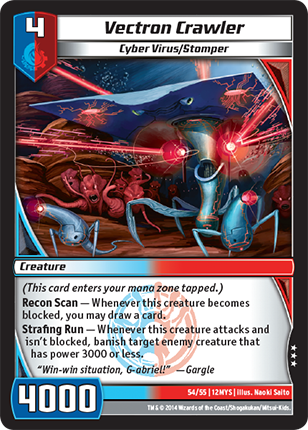 4
Vectron Crawler
Cyber Virus/Stomper
Creature
(This card enters your mana zone tapped.)
Recon Scan — Whenever this creature becomes
blocked, you may draw a card.
Strafing Run — Whenever this creature attacks and
isn't blocked, banish target enemy creature that
has power 3000 or less.
"Win-win situation, G-abriel!" —Gargle
4000
54/55 | 12MYS | Illus. Naoki Saito
TM & © 2014 Wizards of the Coast/Shogakukan/Mitsui-Kids.